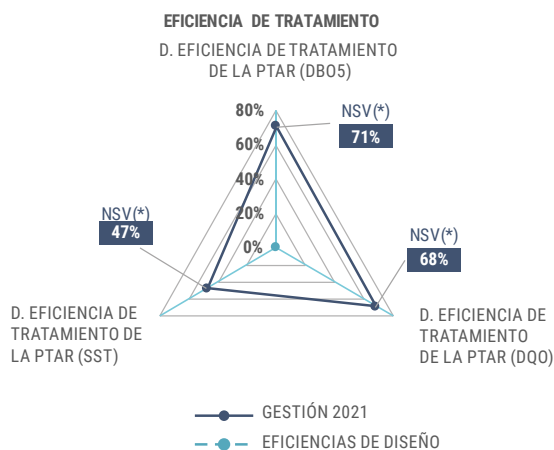 EFICIENCIA DE TRATAMIENTO
D. EFICIENCIA DE TRATAMIENTO
DE LA PTAR (DBO5)
80%
60%
40%
20%
0%
NSV(*)
71%
NSV(*)
47%
NSV(*)
68%
D. EFICIENCIA DE
TRATAMIENTO DE
LA PTAR (SST)
D. EFICIENCIA DE
TRATAMIENTO
DE LA PTAR (DQO)
GESTIÓN 2021
EFICIENCIAS DE DISEÑO